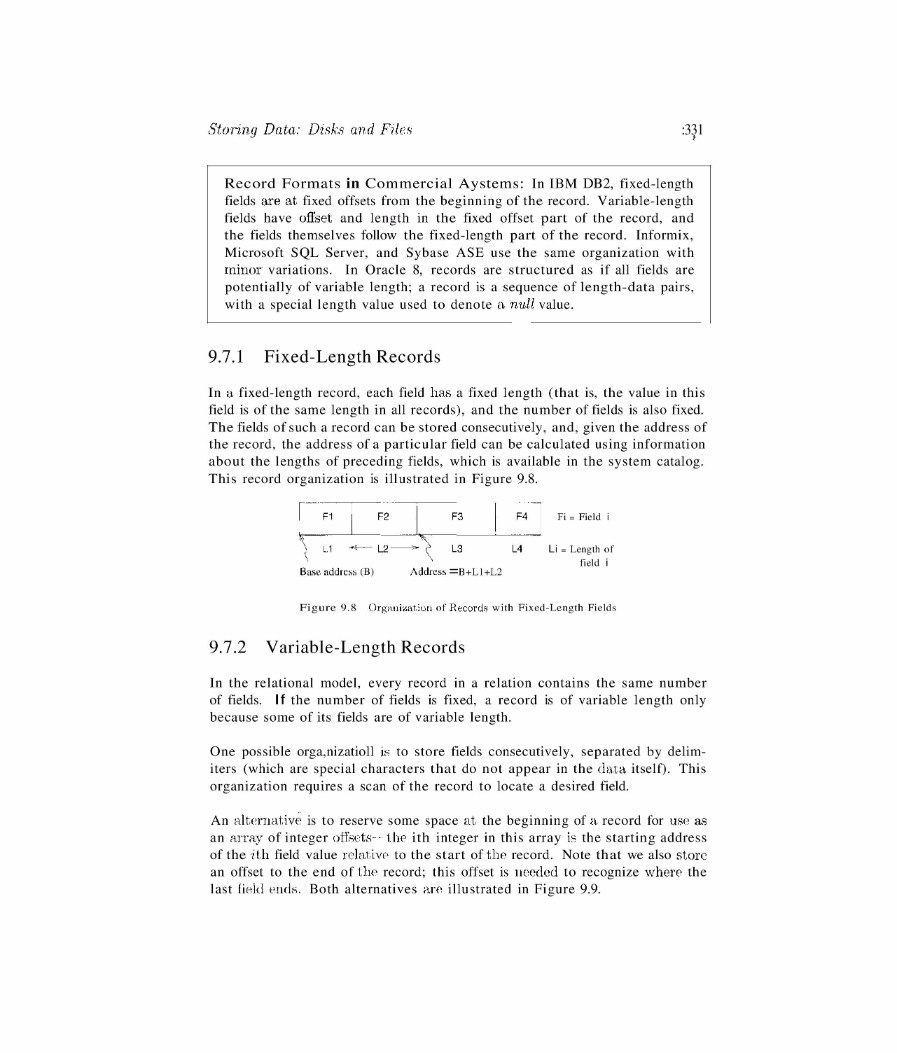 Storing Data: Disks and Files :331
Record Formats in Commercial Aystems: In IBM DB2, fixed-length
fields are at fixed offsets from the beginning of the record. Variable-length
fields have offset and length in the fixed offset part of the record, and
the fields themselves follow the fixed-length part of the record. Informix,
Microsoft SQL Server, and Sybase ASE use the same organization with
minor variations. In Oracle 8, records are structured as if all fields are
potentially of variable length; a record is a sequence of length-data pairs,
with a special length value used to denote a null value.
9.7.1 Fixed-Length Records
In a fixed-length record, each field has a fixed length (that is, the value in this
field is of the same length in all records), and the number of fields is also fixed.
The fields of such a record can be stored consecutively, and, given the address of
the record, the address of a particular field can be calculated using information
about the lengths of preceding fields, which is available in the system catalog.
This record organization is illustrated in Figure 9.8.
F1 F2 F3 F4 Fi = Field i
L1 L2 L3 L4 Li = Length of
field i
Base address (B) Address =B+L1+L2
Figure 9.8 Organization of Records with Fixed-Length Fields
9.7.2 Variable-Length Records
In the relational model, every record in a relation contains the same number
of fields. If the number of fields is fixed, a record is of variable length only
because some of its fields are of variable length.
One possible orga,nizatioll is to store fields consecutively, separated by delim-
iters (which are special characters that do not appear in the data itself). This
organization requires a scan of the record to locate a desired field.
An alternative is to reserve some space at the beginning of a record for use as
an array of integer offsets-- the ith integer in this array is the starting address
of the ith field value relative to the start of the record. Note that we also store
an offset to the end of the record; this offset is needed to recognize where the
last field ends. Both alternatives are illustrated in Figure 9.9.